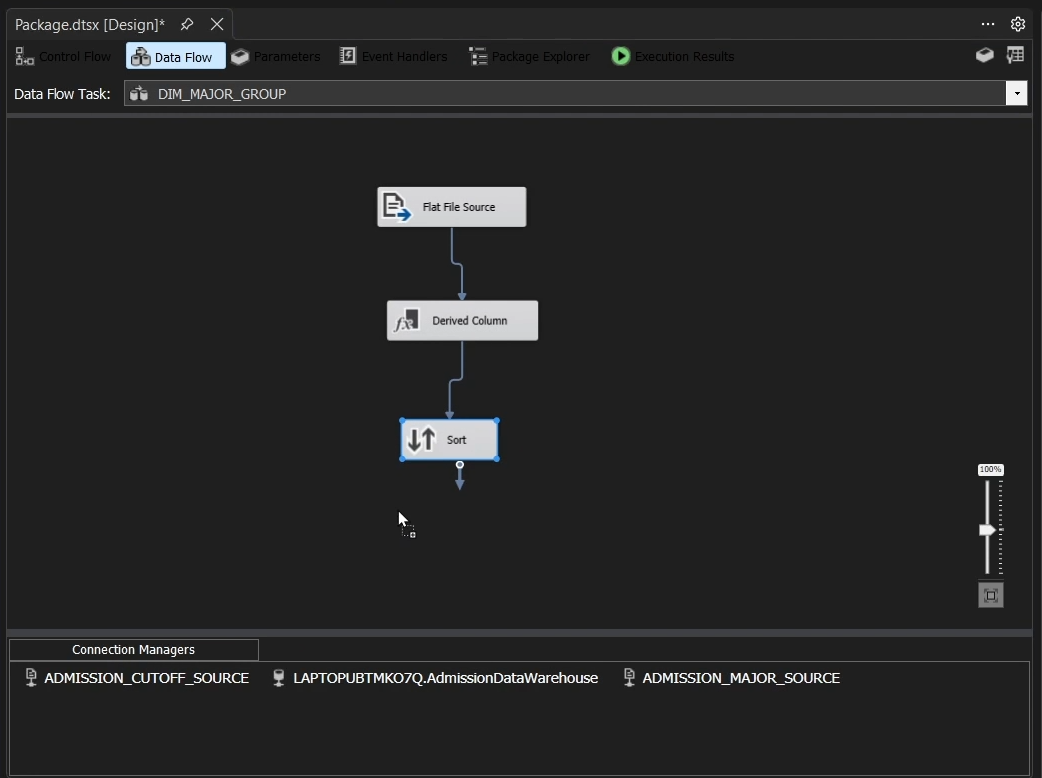 Package.dtsx [Design]*
Control Flow
Data Flow
Parameters
Event Handlers
Package Explorer
Execution Results
Data Flow Task:
DIM_MAJOR_GROUP
Flat File Source
fx
Derived Column
Sort
100%
Connection Managers
ADMISSION_CUTOFF_SOURCE
LAPTOPUBTMKO7Q.AdmissionDataWarehouse
ADMISSION_MAJOR_SOURCE